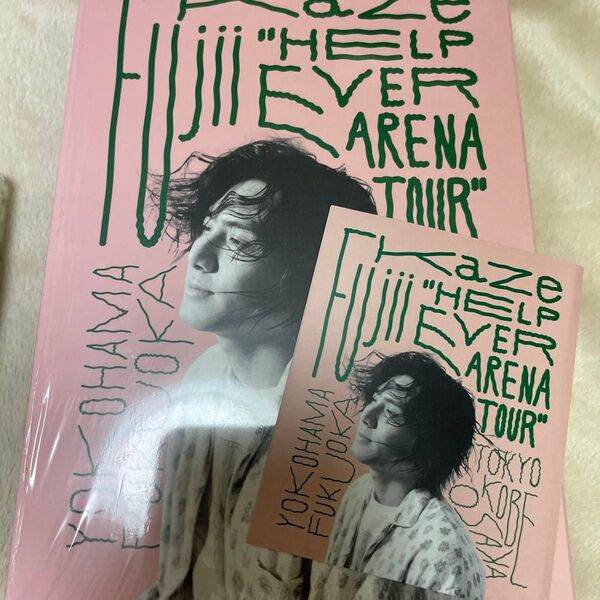 Kaze
FUjii "HELP
EVER
ARENA
TOUR"
YOKOHAMA
FUKUOKA
Kaze
FUjii "HELP
EVER
ARENA
TOUR"
YOKOHAMA
FUKUOKA
TOKYO
KOBE
OSAKA